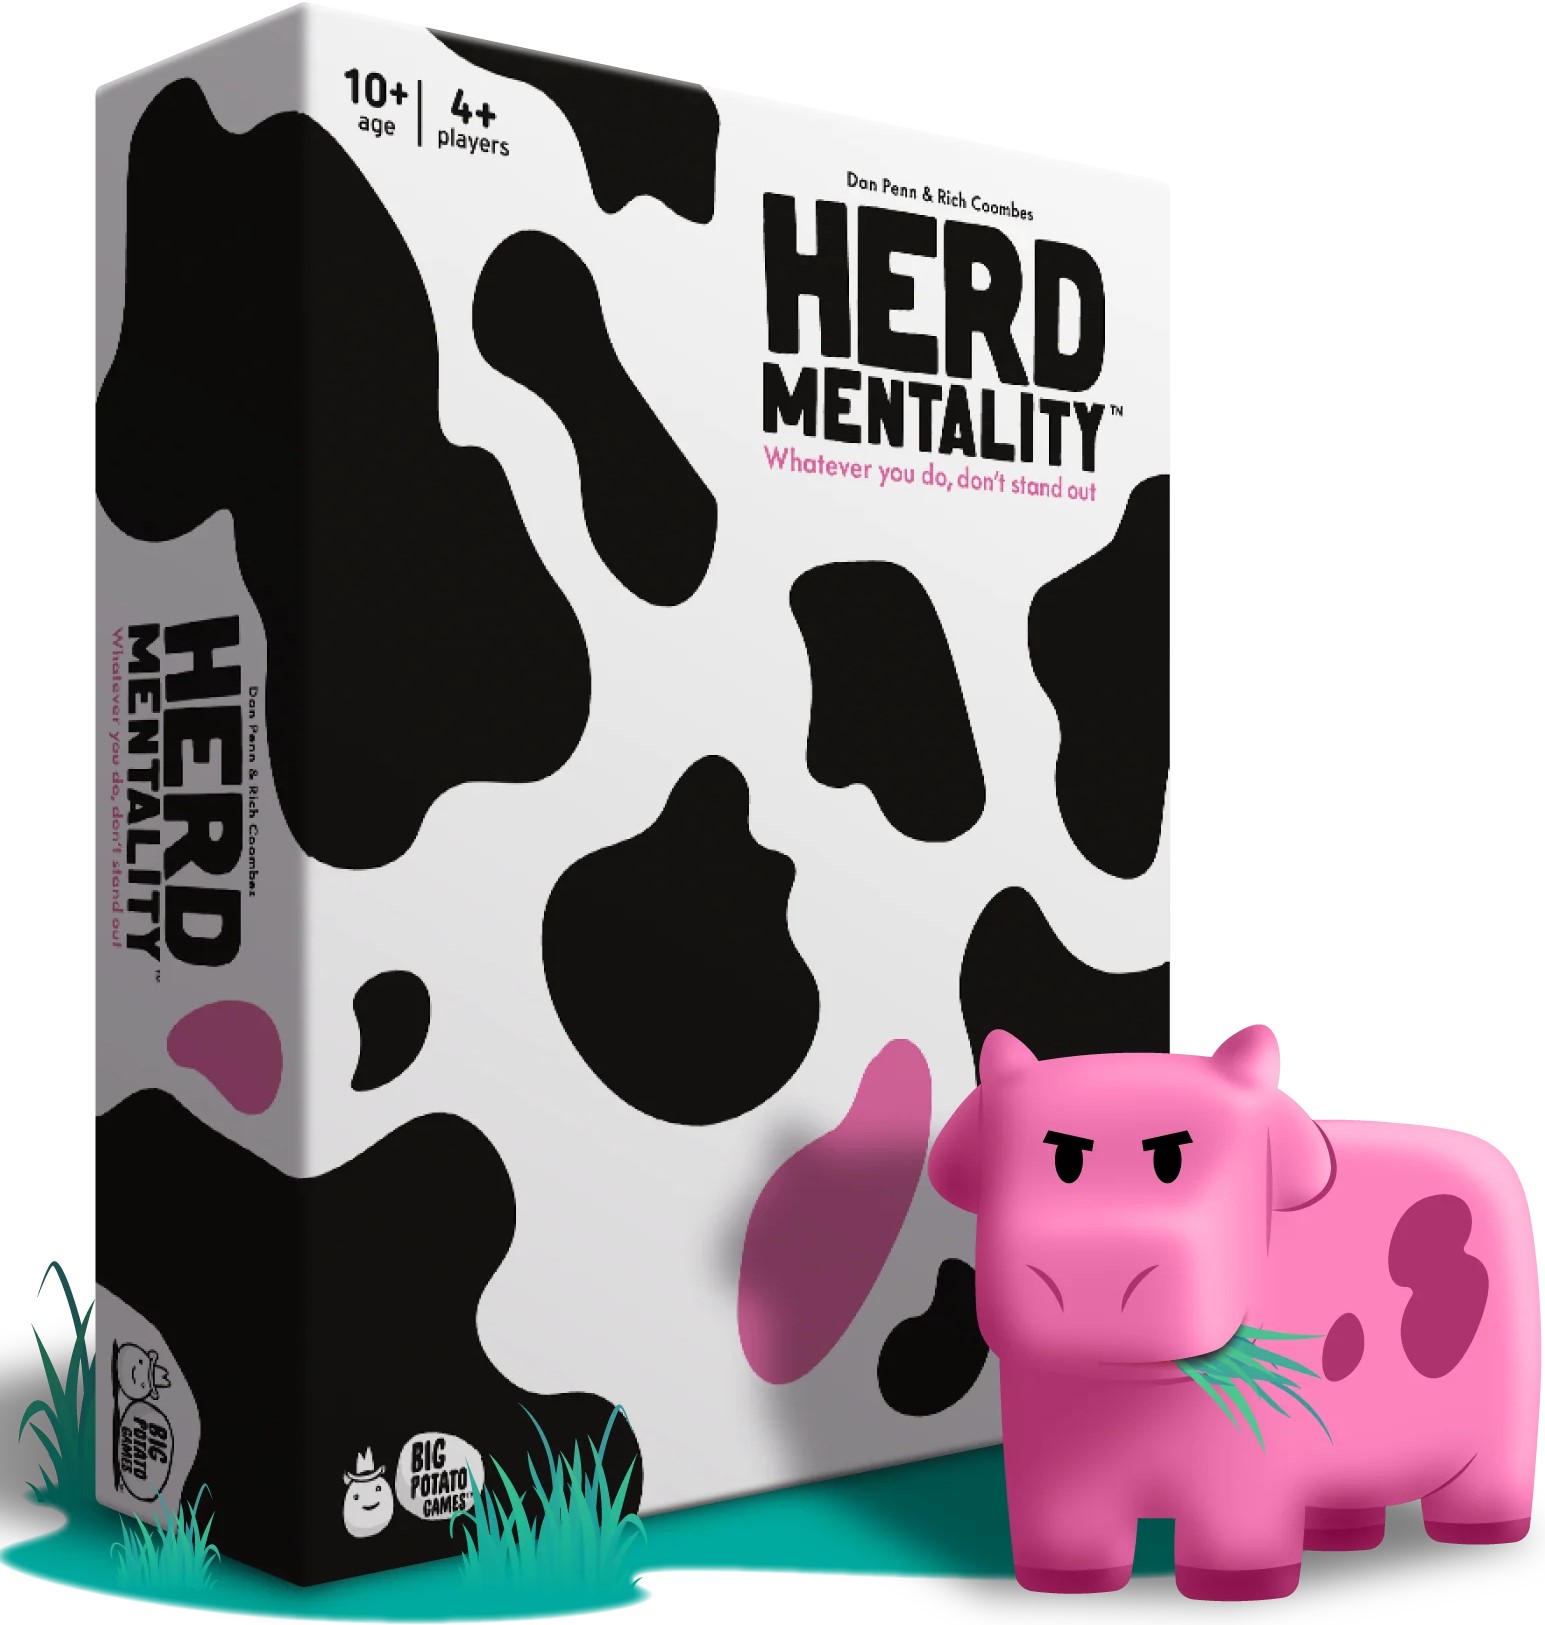 10+
age
4+
players
Dan Penn & Rich Coombes
HERD
MENTALITY™
Whatever you do, don't stand out
Dan Penn & Rich Coombes
HERD
MENTALITY™
Whatever you do, don't stand out
BIG
POTATO
GAMES
BIG
POTATO
GAMES™